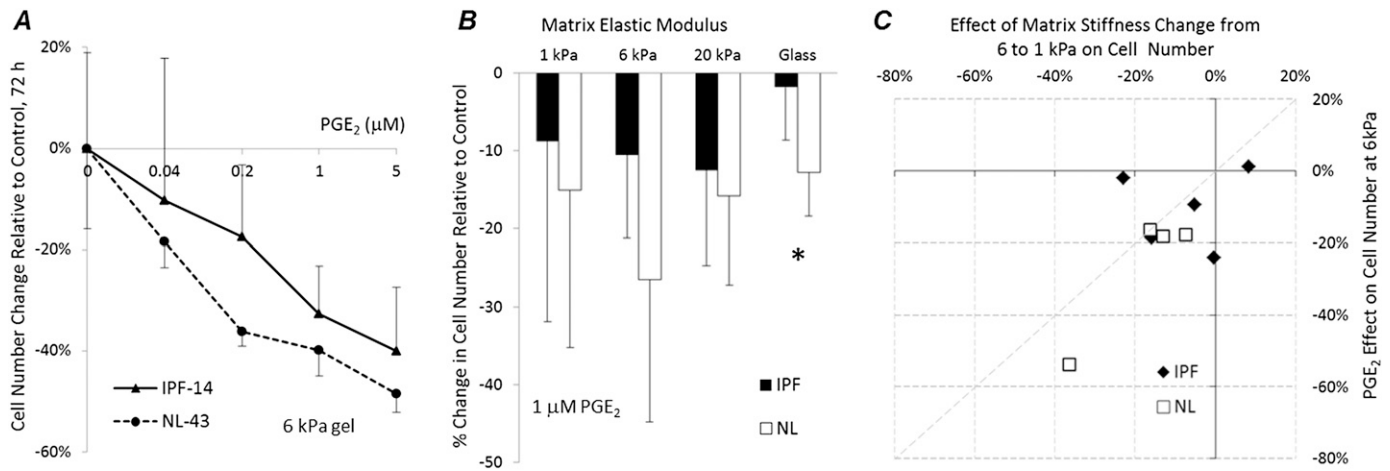 A
Cell Number Change Relative to Control, 72 h
20%
0%
-20%
-40%
-60%
PGE₂ (μM)
0 0.04 0.2 1 5
IPF-14
NL-43
6 kPa gel
B
Matrix Elastic Modulus
1 kPa 6 kPa 20 kPa Glass
% Change in Cell Number Relative to Control
0
-10
-20
-30
-40
-50
*
1 μM PGE₂
IPF
NL
C
Effect of Matrix Stiffness Change from
6 to 1 kPa on Cell Number
-80% -60% -40% -20% 0% 20%
20%
0%
-20%
-40%
-60%
-80%
PGE₂ Effect on Cell Number at 6kPa
IPF
NL